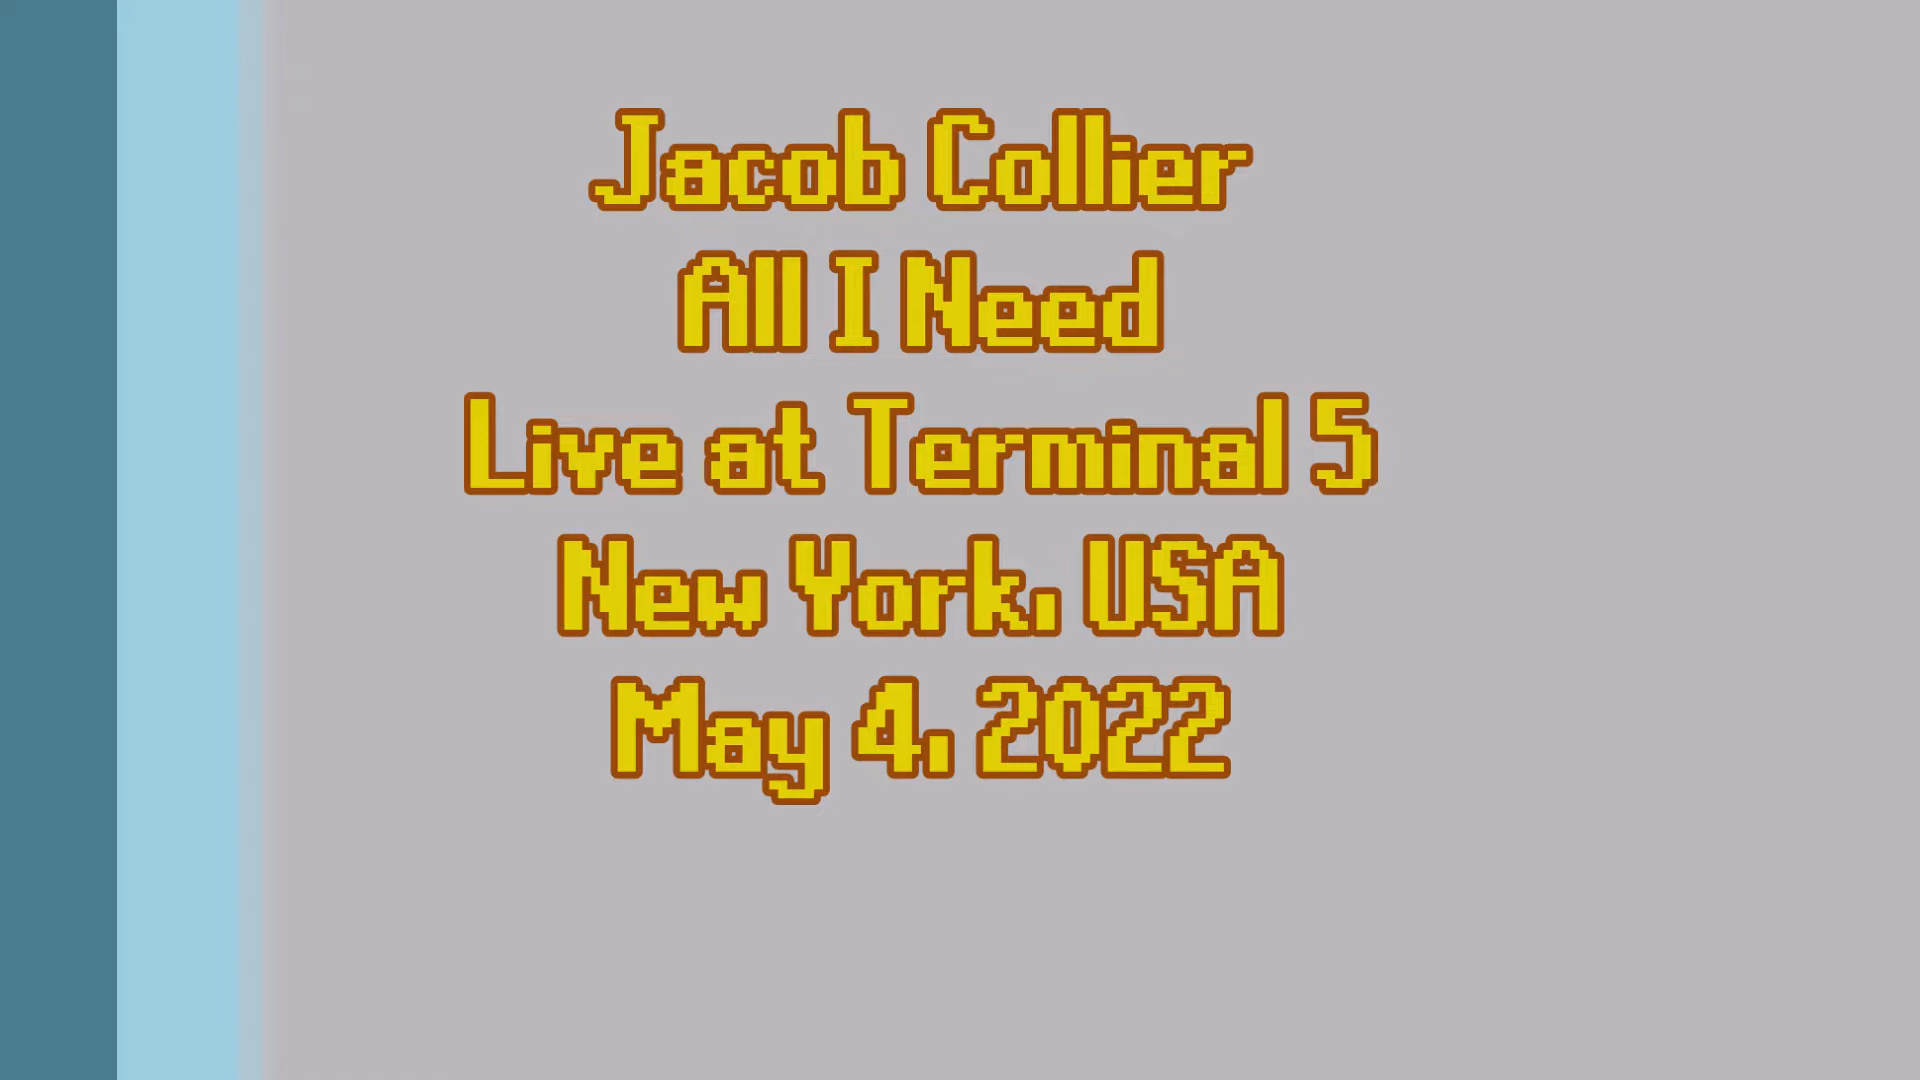 Jacob Collier
All I Need
Live at Terminal 5
New York, USA
May 4, 2022